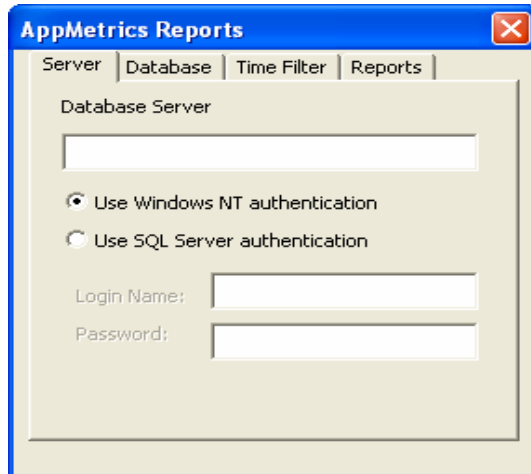 AppMetrics Reports
Server Database Time Filter Reports
Database Server
Use Windows NT authentication
Use SQL Server authentication
Login Name:
Password: